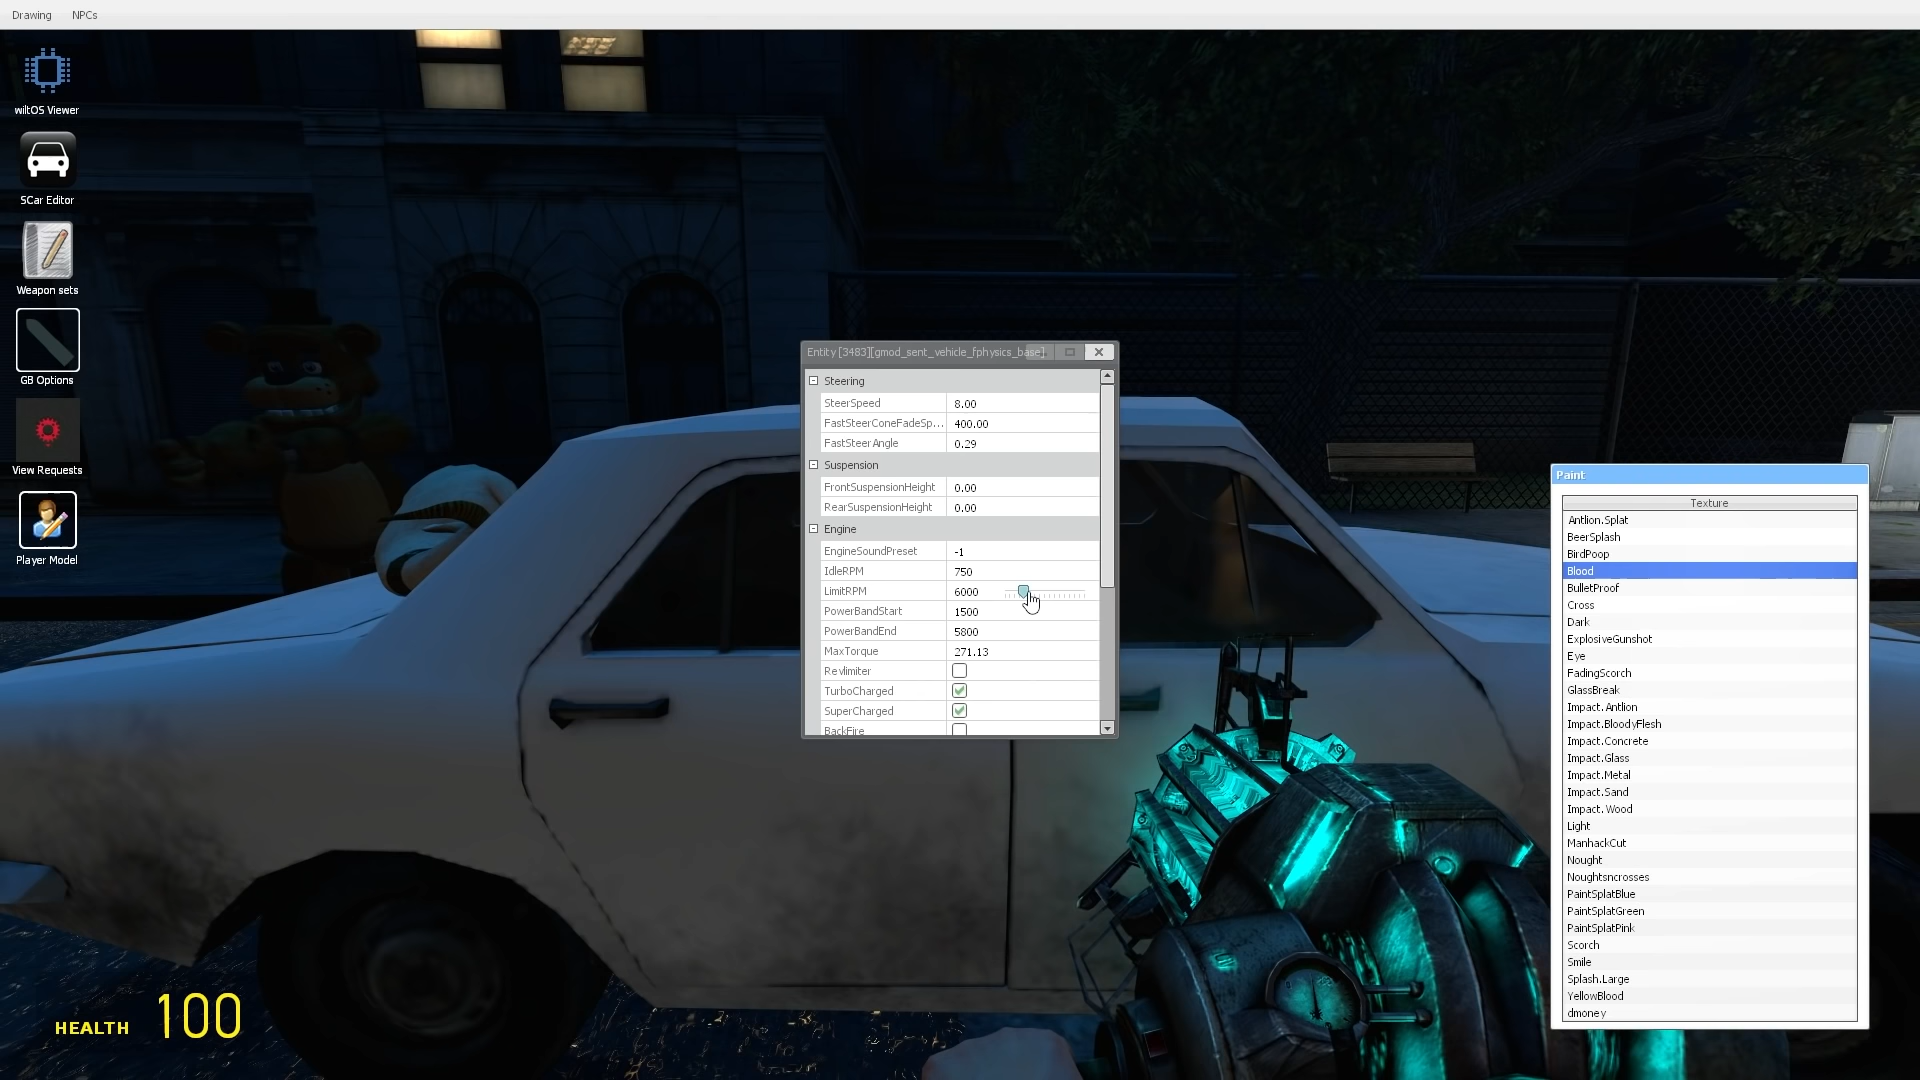 Drawing NPCs
wiltOS Viewer
SCar Editor
Weapon sets
GB Options
View Requests
Player Model
HEALTH 100
Entity [3483][gmod_sent_vehicle_fphysics_base]
Steering
SteerSpeed 8.00
FastSteerConeFadeSp... 400.00
FastSteerAngle 0.29
Suspension
FrontSuspensionHeight 0.00
RearSuspensionHeight 0.00
Engine
EngineSoundPreset -1
IdleRPM 750
LimitRPM 6000
PowerBandStart 1500
PowerBandEnd 5800
MaxTorque 271.13
Revlimiter
TurboCharged
SuperCharged
BackFire
Paint
Texture
Antlion.Splat
BeerSplash
BirdPoop
Blood
BulletProof
Cross
Dark
ExplosiveGunshot
Eye
FadingScorch
GlassBreak
Impact.Antlion
Impact.BloodyFlesh
Impact.Concrete
Impact.Glass
Impact.Metal
Impact.Sand
Impact.Wood
Light
ManhackCut
Nought
Noughtsncrosses
PaintSplatBlue
PaintSplatGreen
PaintSplatPink
Scorch
Smile
Splash.Large
YellowBlood
dmoney